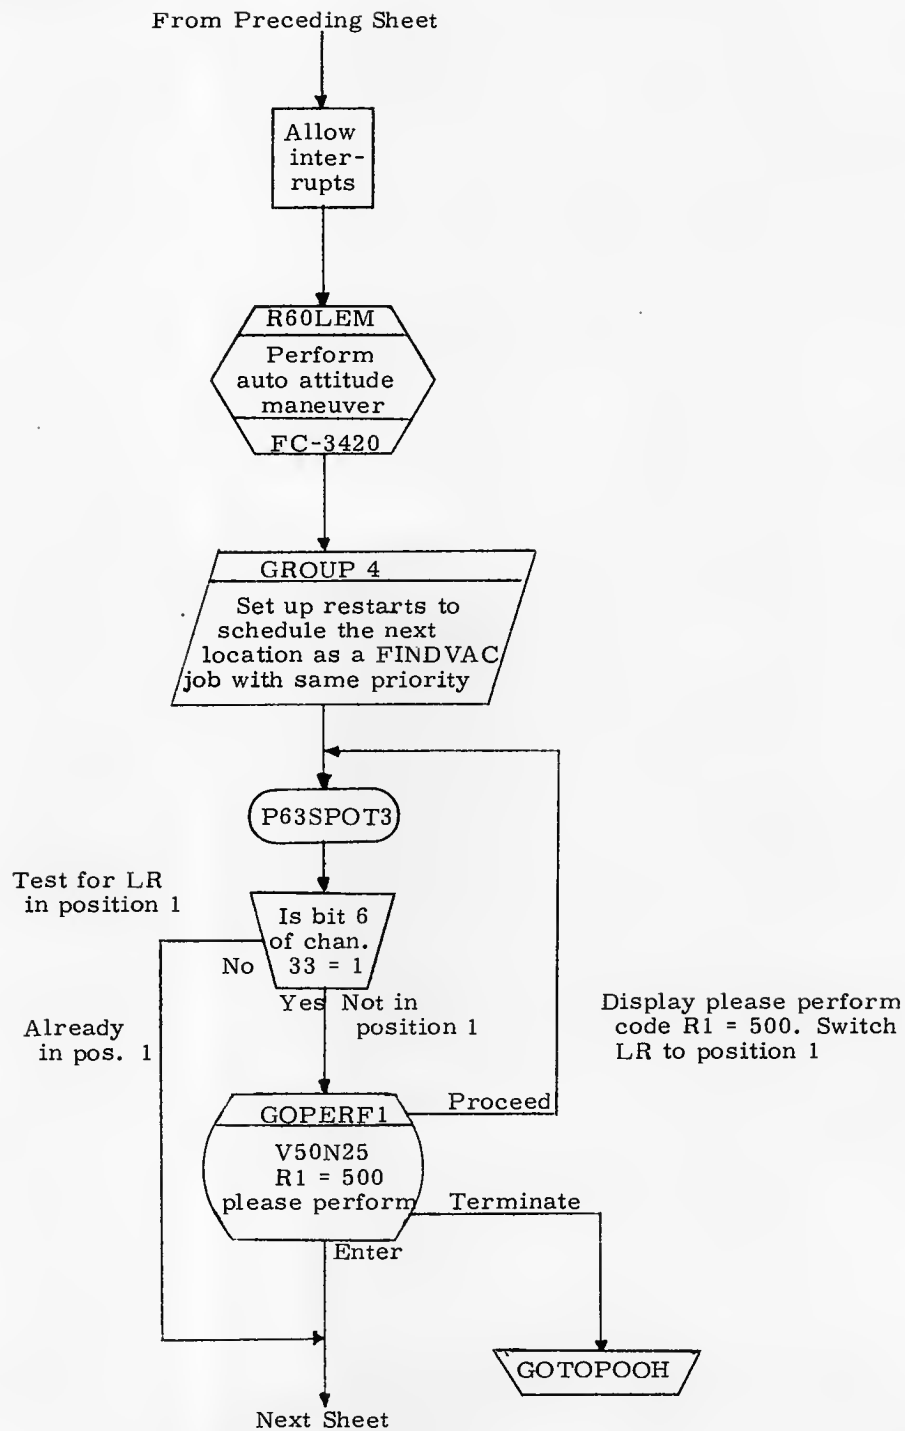 From Preceding Sheet
Allow
inter-
rupts
R60LEM
Perform
auto attitude
maneuver
FC-3420
GROUP 4
Set up restarts to
schedule the next
location as a FINDVAC
job with same priority
P63SPOT3
Test for LR
in position 1
Is bit 6
of chan.
33 = 1
No
Yes Not in
position 1
Already
in pos. 1
Display please perform
code R1 = 500. Switch
LR to position 1
GOPERF1
Proceed
V50N25
R1 = 500
please perform
Terminate
Enter
GOTOPOOH
Next Sheet